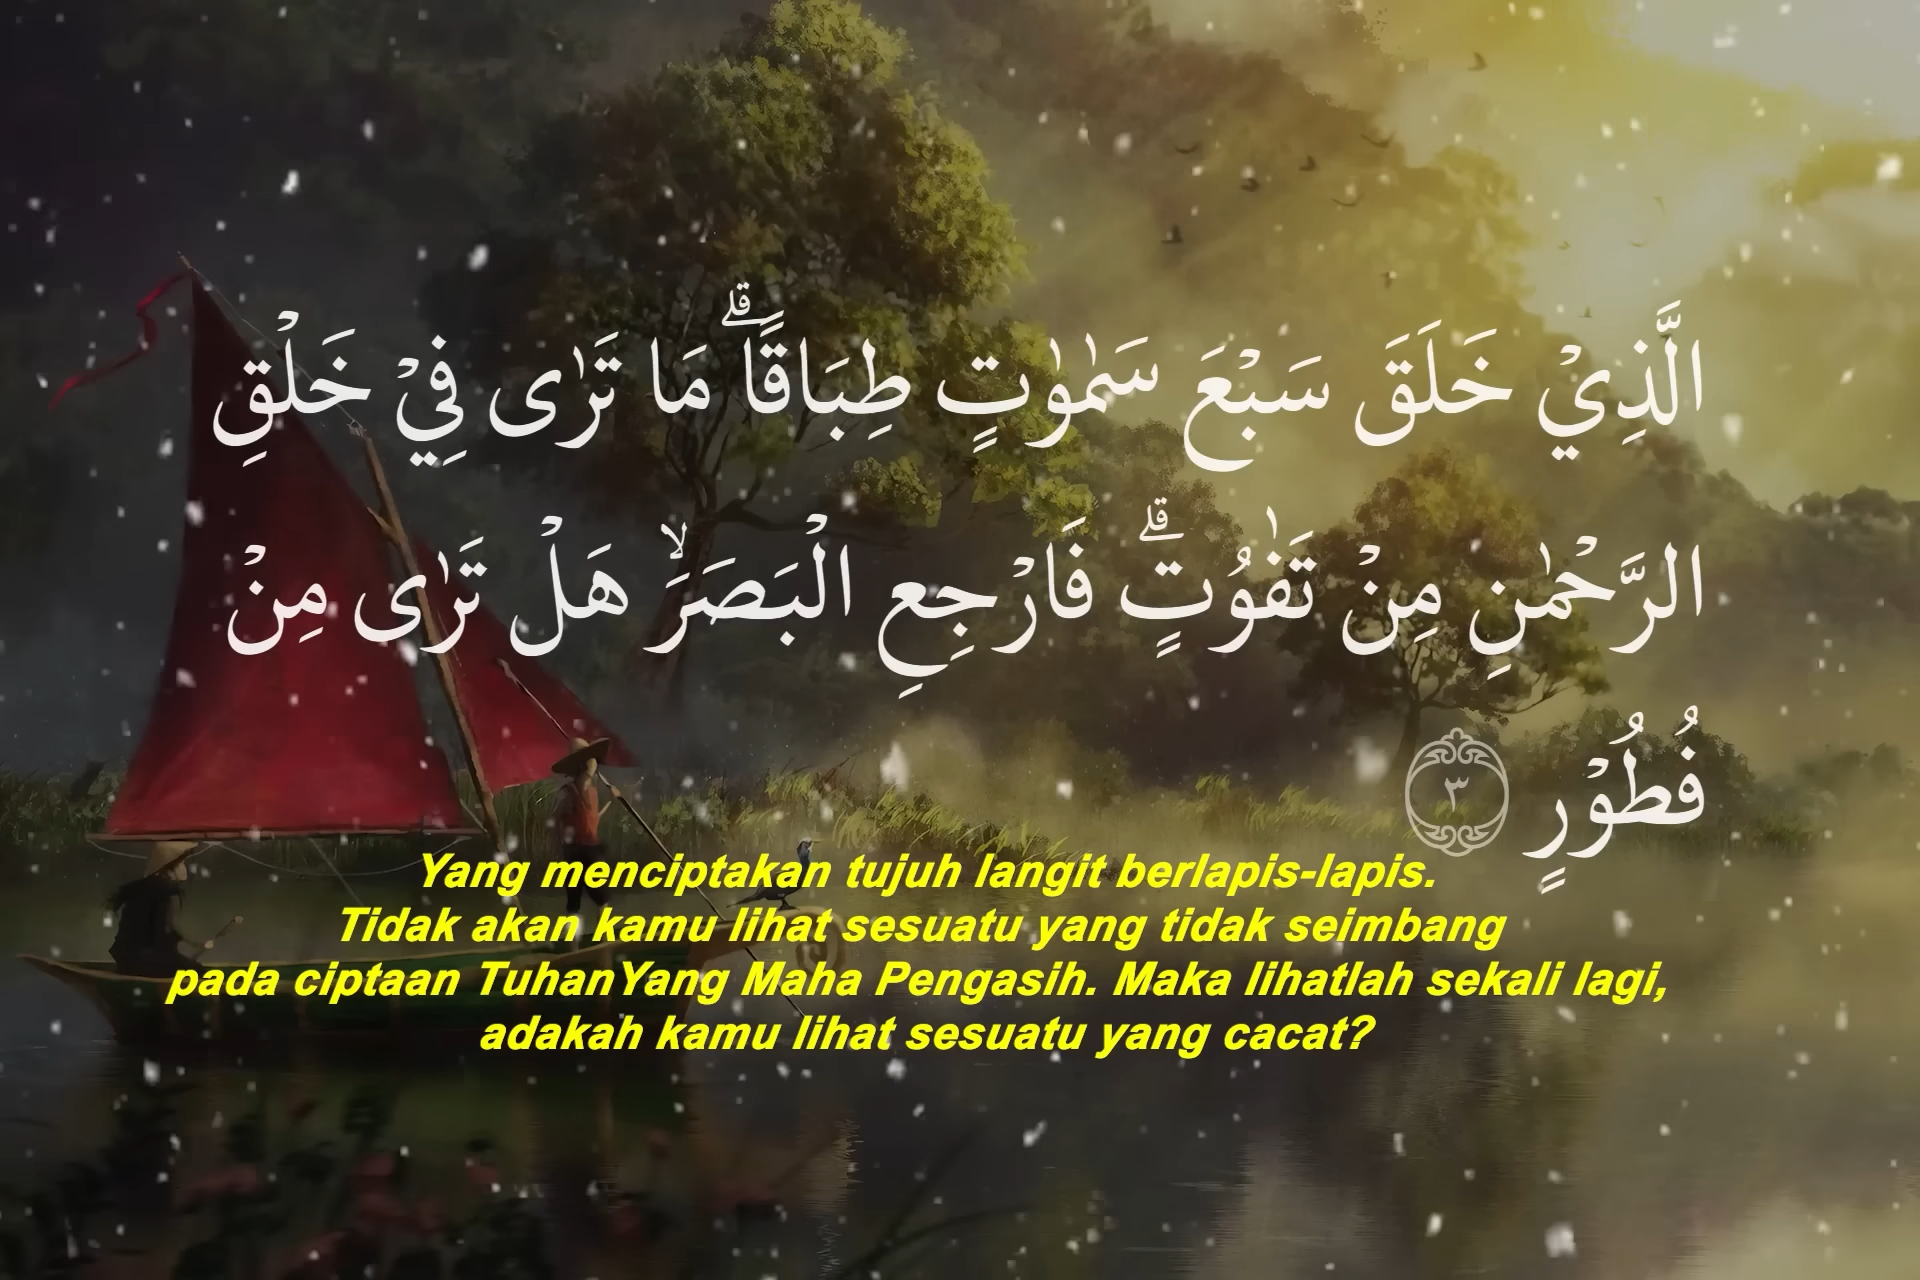 الَّذِيْ خَلَقَ سَبْعَ سَمٰوٰتٍ طِبَاقًاۗ مَا تَرٰى فِيْ خَلْقِ
الرَّحْمٰنِ مِنْ تَفٰوُتٍۗ فَارْجِعِ الْبَصَرَۙ هَلْ تَرٰى مِنْ
فُطُوْرٍ ٣
Yang menciptakan tujuh langit berlapis-lapis.
Tidak akan kamu lihat sesuatu yang tidak seimbang
pada ciptaan TuhanYang Maha Pengasih. Maka lihatlah sekali lagi,
adakah kamu lihat sesuatu yang cacat?